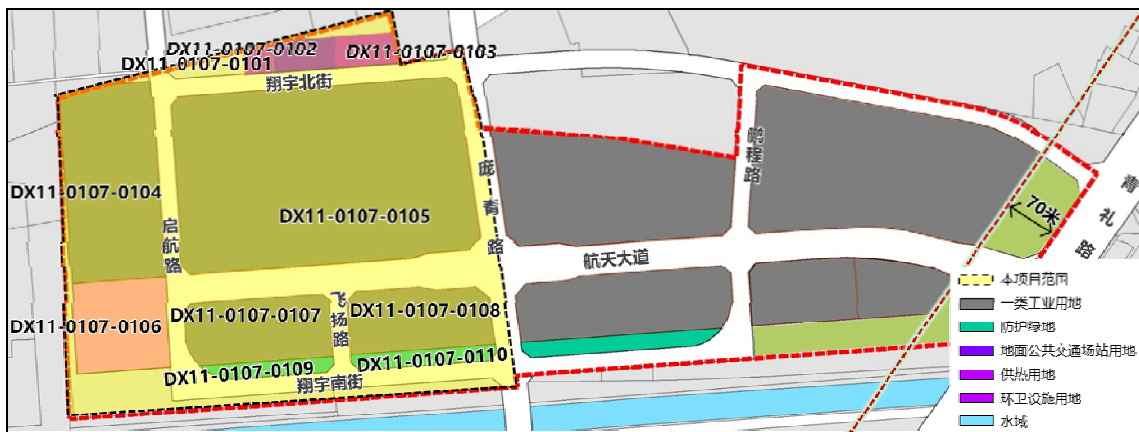 DX11-0107-0102
DX11-0107-0103
DX11-0107-0101
翔宇北街
鹏程路
DX11-0107-0104
庞青路
青礼路
70米
DX11-0107-0105
启航路
航天大道
本项目范围
飞扬路
一类工业用地
DX11-0107-0106
DX11-0107-0107
DX11-0107-0108
防护绿地
地面公共交通场站用地
DX11-0107-0109
DX11-0107-0110
供热用地
翔宇南街
环卫设施用地
水域